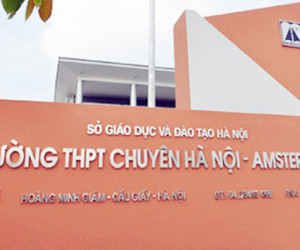 SỞ GIÁO DỤC VÀ ĐÀO TẠO HÀ NỘI
ƯỜNG THPT CHUYÊN HÀ NỘI - AMSTER
HOÀNG MINH GIÁM - CẦU GIẤY - HÀ NỘI